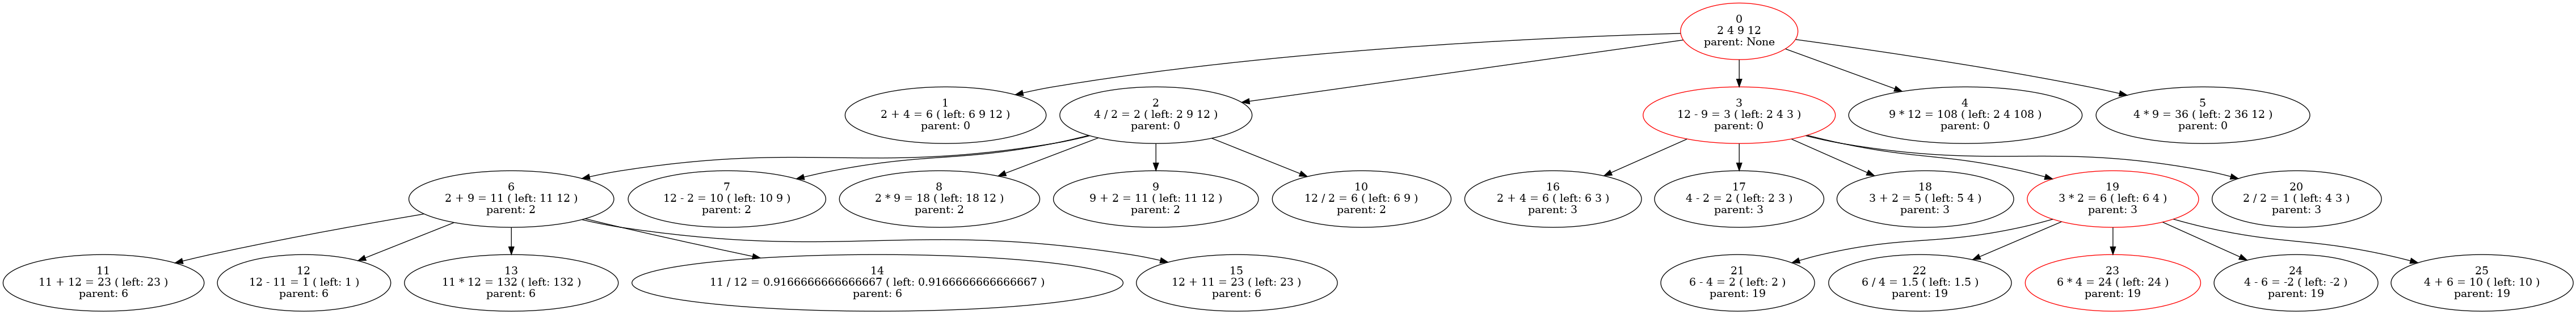 0
2 4 9 12
parent: None
1
2 + 4 = 6 ( left: 6 9 12 )
parent: 0
2
4 / 2 = 2 ( left: 2 9 12 )
parent: 0
3
12 - 9 = 3 ( left: 2 4 3 )
parent: 0
4
9 * 12 = 108 ( left: 2 4 108 )
parent: 0
5
4 * 9 = 36 ( left: 2 36 12 )
parent: 0
6
2 + 9 = 11 ( left: 11 12 )
parent: 2
7
12 - 2 = 10 ( left: 10 9 )
parent: 2
8
2 * 9 = 18 ( left: 18 12 )
parent: 2
9
9 + 2 = 11 ( left: 11 12 )
parent: 2
10
12 / 2 = 6 ( left: 6 9 )
parent: 2
16
2 + 4 = 6 ( left: 6 3 )
parent: 3
17
4 - 2 = 2 ( left: 2 3 )
parent: 3
18
3 + 2 = 5 ( left: 5 4 )
parent: 3
19
3 * 2 = 6 ( left: 6 4 )
parent: 3
20
2 / 2 = 1 ( left: 4 3 )
parent: 3
11
11 + 12 = 23 ( left: 23 )
parent: 6
12
12 - 11 = 1 ( left: 1 )
parent: 6
13
11 * 12 = 132 ( left: 132 )
parent: 6
14
11 / 12 = 0.9166666666666667 ( left: 0.9166666666666667 )
parent: 6
15
12 + 11 = 23 ( left: 23 )
parent: 6
21
6 - 4 = 2 ( left: 2 )
parent: 19
22
6 / 4 = 1.5 ( left: 1.5 )
parent: 19
23
6 * 4 = 24 ( left: 24 )
parent: 19
24
4 - 6 = -2 ( left: -2 )
parent: 19
25
4 + 6 = 10 ( left: 10 )
parent: 19